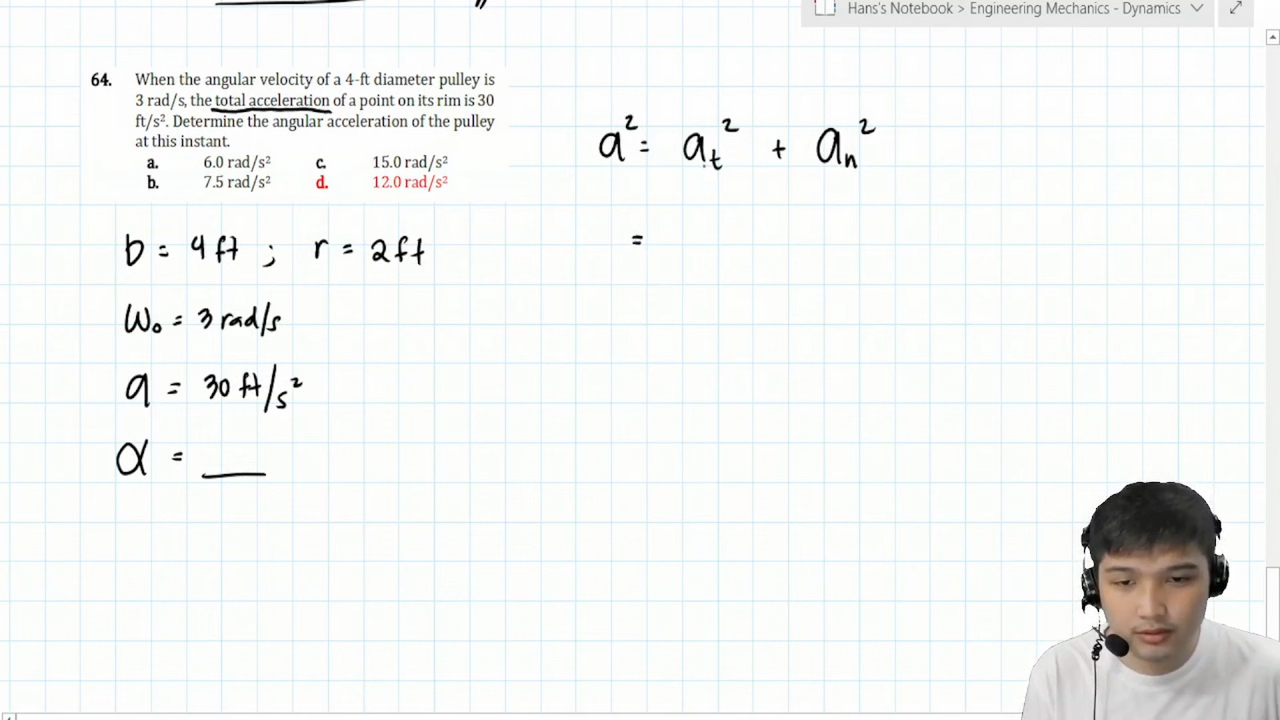 Hans's Notebook > Engineering Mechanics - Dynamics
64. When the angular velocity of a 4-ft diameter pulley is
3 rad/s, the total acceleration of a point on its rim is 30
ft/s². Determine the angular acceleration of the pulley
at this instant.
a. 6.0 rad/s² c. 15.0 rad/s²
b. 7.5 rad/s² d. 12.0 rad/s²
D = 4 ft ; r = 2 ft
ω₀ = 3 rad/s
a = 30 ft/s²
α = __
a² = aₜ² + aₙ²
=